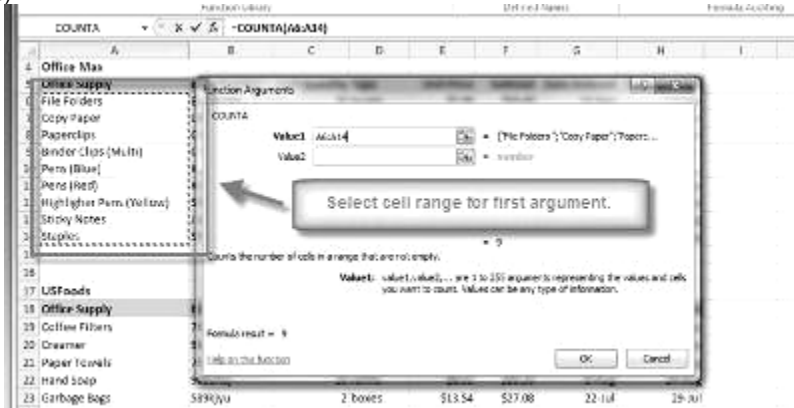 Function Library Defined Names Formula Auditing
COUNTA =COUNTA(A6:A14)
A B C D E F G H I
4 Office Max
5 Office Supply
File Folders
Copy Paper
Paperclips
Binder Clips (Multi)
Pens (Blue)
Pens (Red)
Highlighter Pens (Yellow)
Sticky Notes
Staples
Function Arguments
COUNTA
Value1 A6:A14 = {"File Folders";"Copy Paper";"Paperc...
Value2 = number
Select cell range for first argument.
= 9
Counts the number of cells in a range that are not empty.
Value1: value1,value2,... are 1 to 255 arguments representing the values and cells
you want to count. Values can be any type of information.
Formula result = 9
Help on this function OK Cancel
16
17 USFoods
18 Office Supply
19 Coffee Filters
20 Creamer
21 Paper Towels
22 Hand Soap
23 Garbage Bags 2 boxes $13.54 $27.08 22-Jul 29-Jul